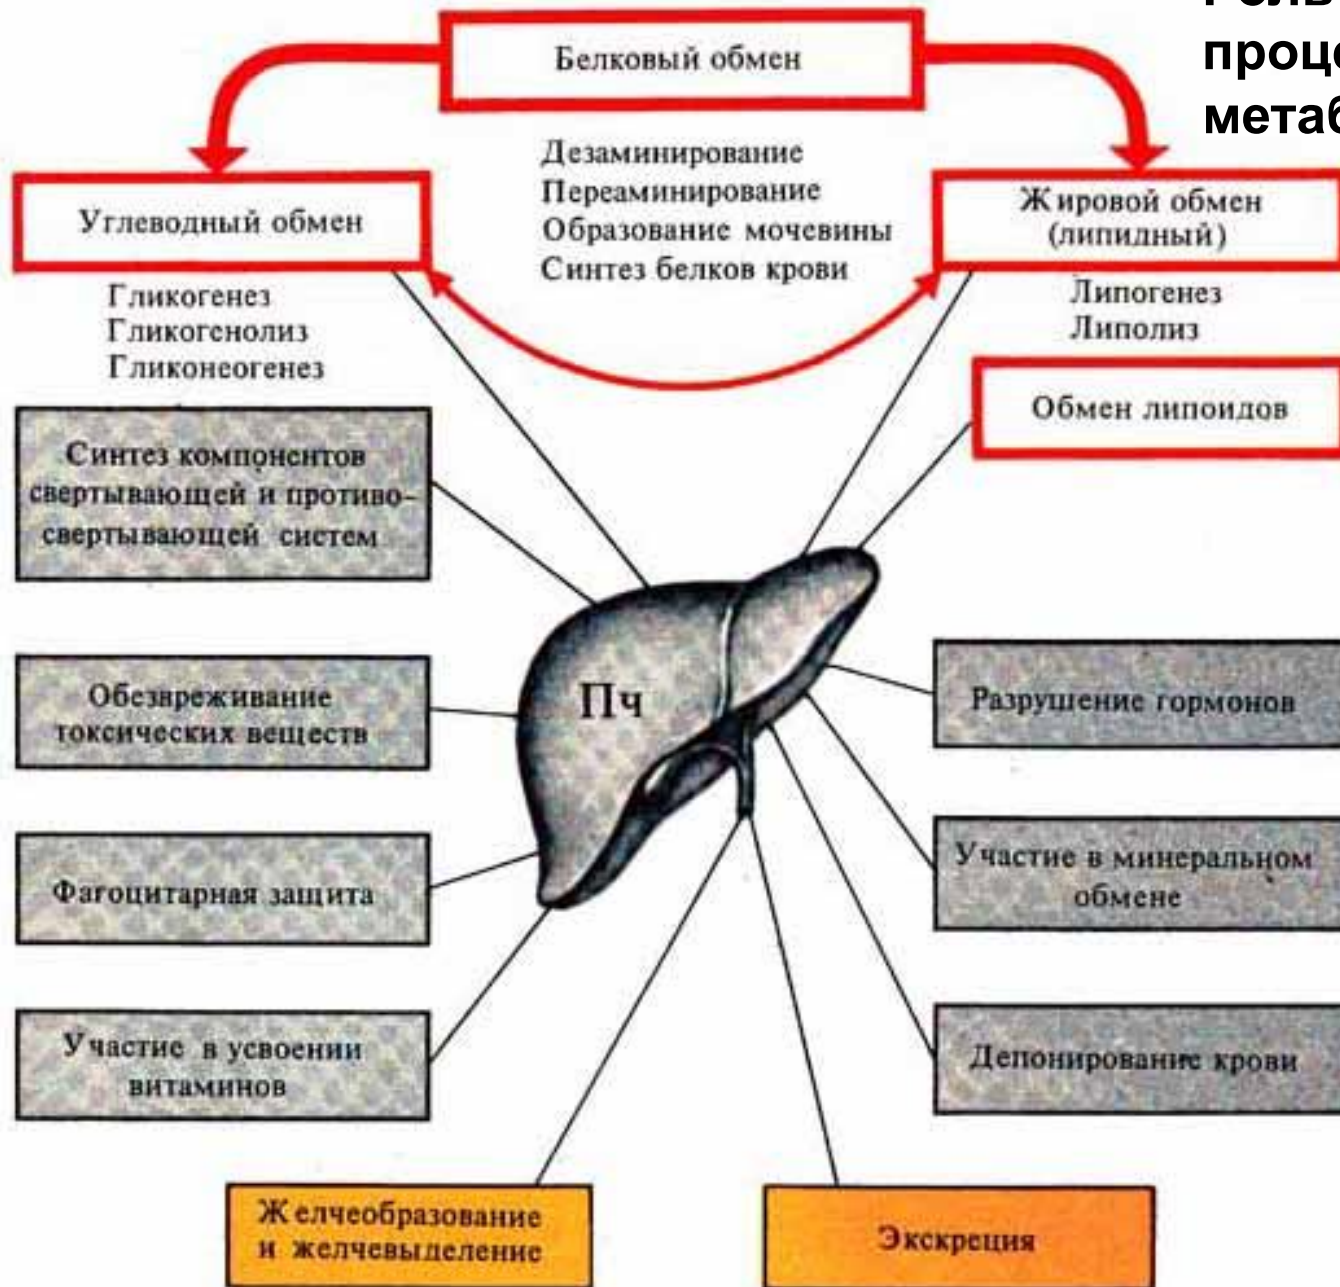 Белковый обмен
Дезаминирование
Переаминирование
Образование мочевины
Синтез белков крови
Углеводный обмен
Гликогенез
Гликогенолиз
Гликонеогенез
Жировой обмен
(липидный)
Липогенез
Липолиз
Обмен липоидов
Синтез компонентов
свертывающей и противо-
свертывающей систем
Обезвреживание
токсических веществ
Пч
Разрушение гормонов
Фагоцитарная защита
Участие в минеральном
обмене
Участие в усвоении
витаминов
Депонирование крови
Желчеобразование
и желчевыделение
Экскреция